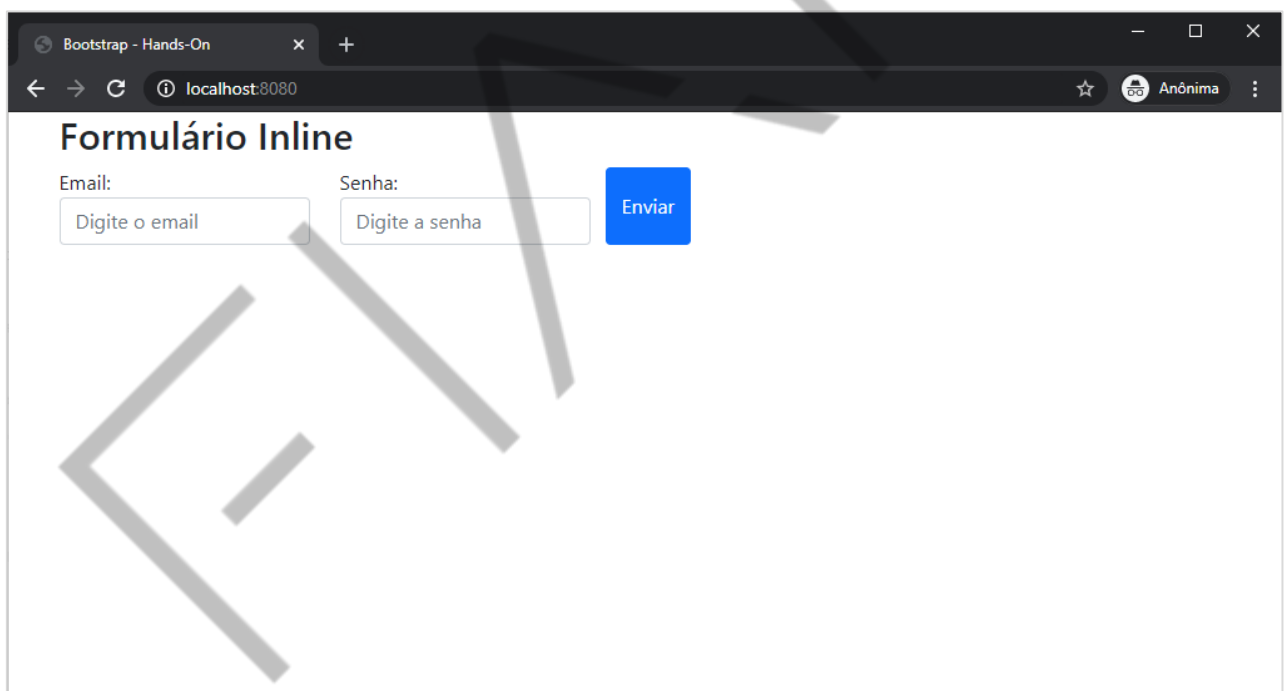 Bootstrap - Hands-On
localhost:8080
Anônima
Formulário Inline
Email:
Senha:
Digite o email
Digite a senha
Enviar